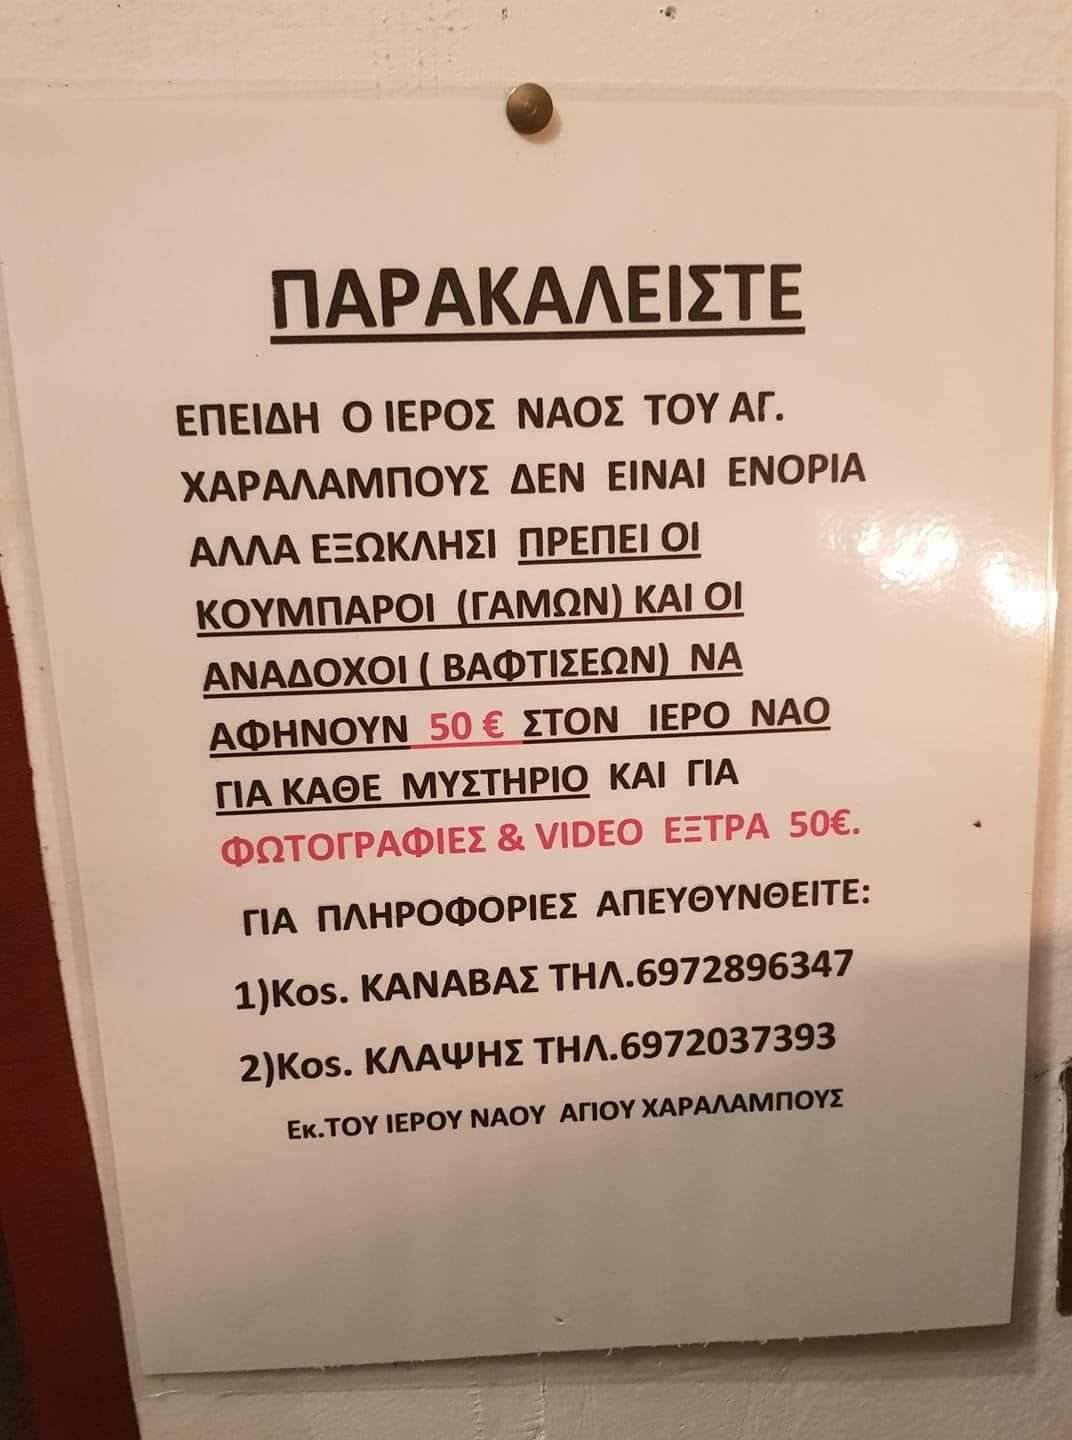 ΠΑΡΑΚΑΛΕΙΣΤΕ
ΕΠΕΙΔΗ Ο ΙΕΡΟΣ ΝΑΟΣ ΤΟΥ ΑΓ.
ΧΑΡΑΛΑΜΠΟΥΣ ΔΕΝ ΕΙΝΑΙ ΕΝΟΡΙΑ
ΑΛΛΑ ΕΞΩΚΛΗΣΙ ΠΡΕΠΕΙ ΟΙ
ΚΟΥΜΠΑΡΟΙ (ΓΑΜΩΝ) ΚΑΙ ΟΙ
ΑΝΑΔΟΧΟΙ ( ΒΑΦΤΙΣΕΩΝ) ΝΑ
ΑΦΗΝΟΥΝ 50 € ΣΤΟΝ ΙΕΡΟ ΝΑΟ
ΓΙΑ ΚΑΘΕ ΜΥΣΤΗΡΙΟ ΚΑΙ ΓΙΑ
ΦΩΤΟΓΡΑΦΙΕΣ & VIDEO ΕΞΤΡΑ 50€.
ΓΙΑ ΠΛΗΡΟΦΟΡΙΕΣ ΑΠΕΥΘΥΝΘΕΙΤΕ:
1)Kos. ΚΑΝΑΒΑΣ ΤΗΛ.6972896347
2)Kos. ΚΛΑΨΗΣ ΤΗΛ.6972037393
Εκ.ΤΟΥ ΙΕΡΟΥ ΝΑΟΥ ΑΓΙΟΥ ΧΑΡΑΛΑΜΠΟΥΣ